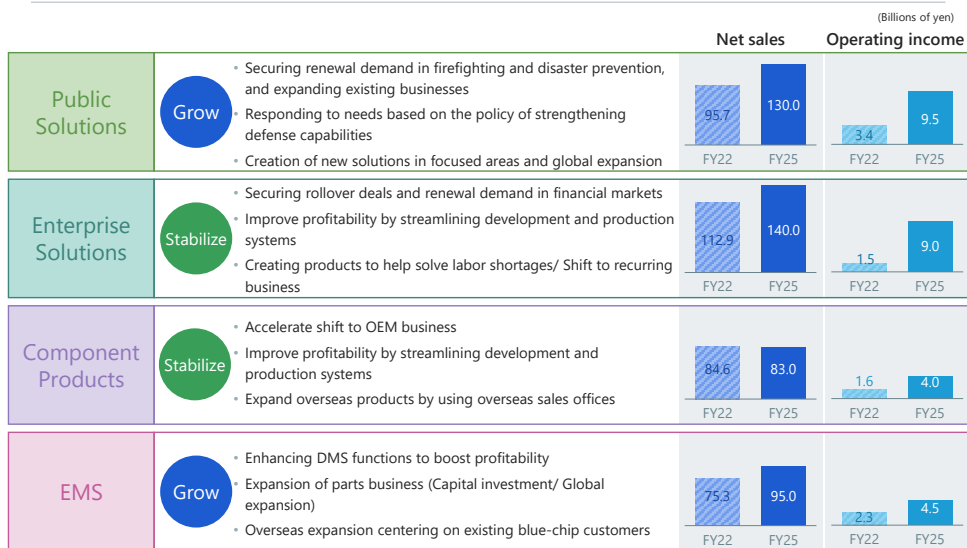 (Billions of yen)
Net sales
Operating income
Public
Solutions
Grow
• Securing renewal demand in firefighting and disaster prevention,
and expanding existing businesses
• Responding to needs based on the policy of strengthening
defense capabilities
• Creation of new solutions in focused areas and global expansion
95.7
130.0
FY22
FY25
3.4
9.5
FY22
FY25
Enterprise
Solutions
Stabilize
• Securing rollover deals and renewal demand in financial markets
• Improve profitability by streamlining development and production
systems
• Creating products to help solve labor shortages/ Shift to recurring
business
112.9
140.0
FY22
FY25
1.5
9.0
FY22
FY25
Component
Products
Stabilize
• Accelerate shift to OEM business
• Improve profitability by streamlining development and
production systems
• Expand overseas products by using overseas sales offices
84.6
83.0
FY22
FY25
1.6
4.0
FY22
FY25
EMS
Grow
• Enhancing DMS functions to boost profitability
• Expansion of parts business (Capital investment/ Global
expansion)
• Overseas expansion centering on existing blue-chip customers
75.3
95.0
FY22
FY25
2.3
4.5
FY22
FY25